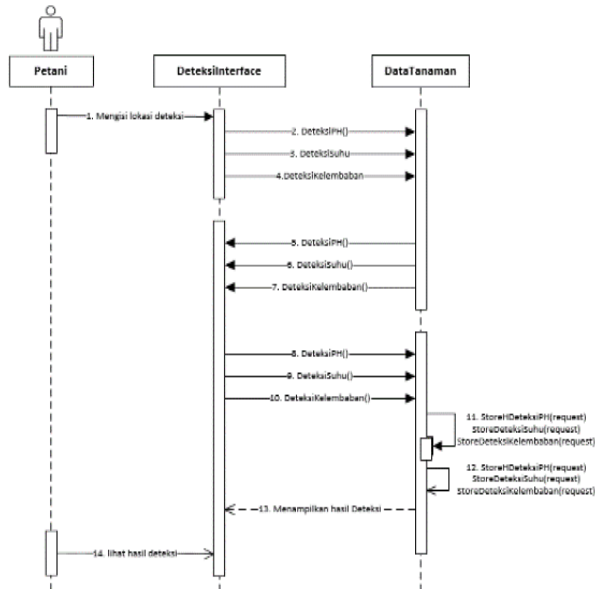 Petani
DeteksiInterface
DataTanaman
1. Mengisi lokasi deteksi
2. DeteksiPH()
3. DeteksiSuhu
4.DeteksiKelembaban
5. DeteksiPH()
6. DeteksiSuhu()
7. DeteksiKelembaban()
8. DeteksiPH()
9. DeteksiSuhu()
10. DeteksiKelembaban()
11. StoreHDeteksiPH(request)
StoreDeteksiSuhu(request)
StoreDeteksiKelembaban(request)
12. StoreHDeteksiPH(request)
StoreDeteksiSuhu(request)
StoreDeteksiKelembaban(request)
13. Menampilkan hasil Deteksi
14. lihat hasil deteksi